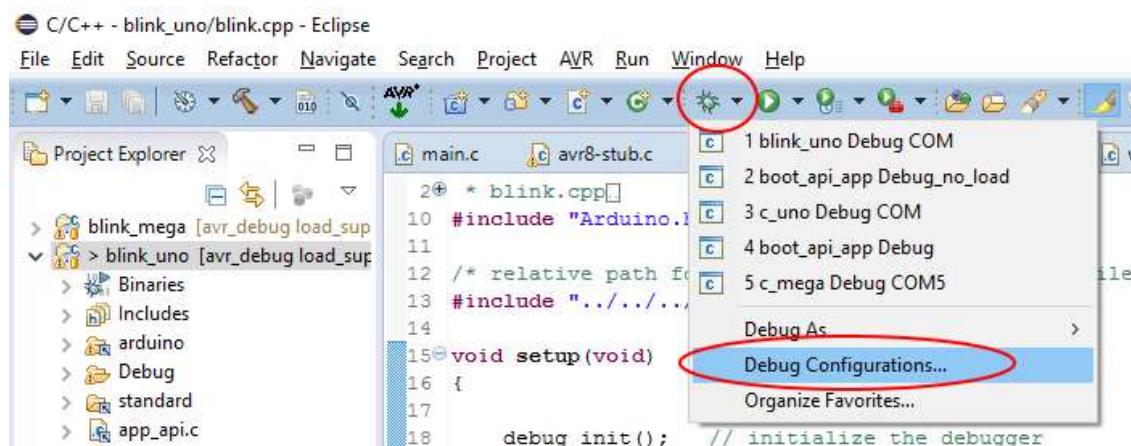 C/C++ - blink_uno/blink.cpp - Eclipse
File Edit Source Refactor Navigate Search Project AVR Run Window Help
AVR*
Project Explorer
blink_mega [avr_debug load_sup
> blink_uno [avr_debug load_sup
Binaries
Includes
arduino
Debug
standard
app_api.c
main.c avr8-stub.c
2 * blink.cpp
10 #include "Arduino.
11
12 /* relative path f
13 #include "../../../
14
15 void setup(void)
16 {
17
18 debug_init(); // initialize the debugger
1 blink_uno Debug COM
2 boot_api_app Debug_no_load
3 c_uno Debug COM
4 boot_api_app Debug
5 c_mega Debug COM5
Debug As
Debug Configurations...
Organize Favorites...
ile